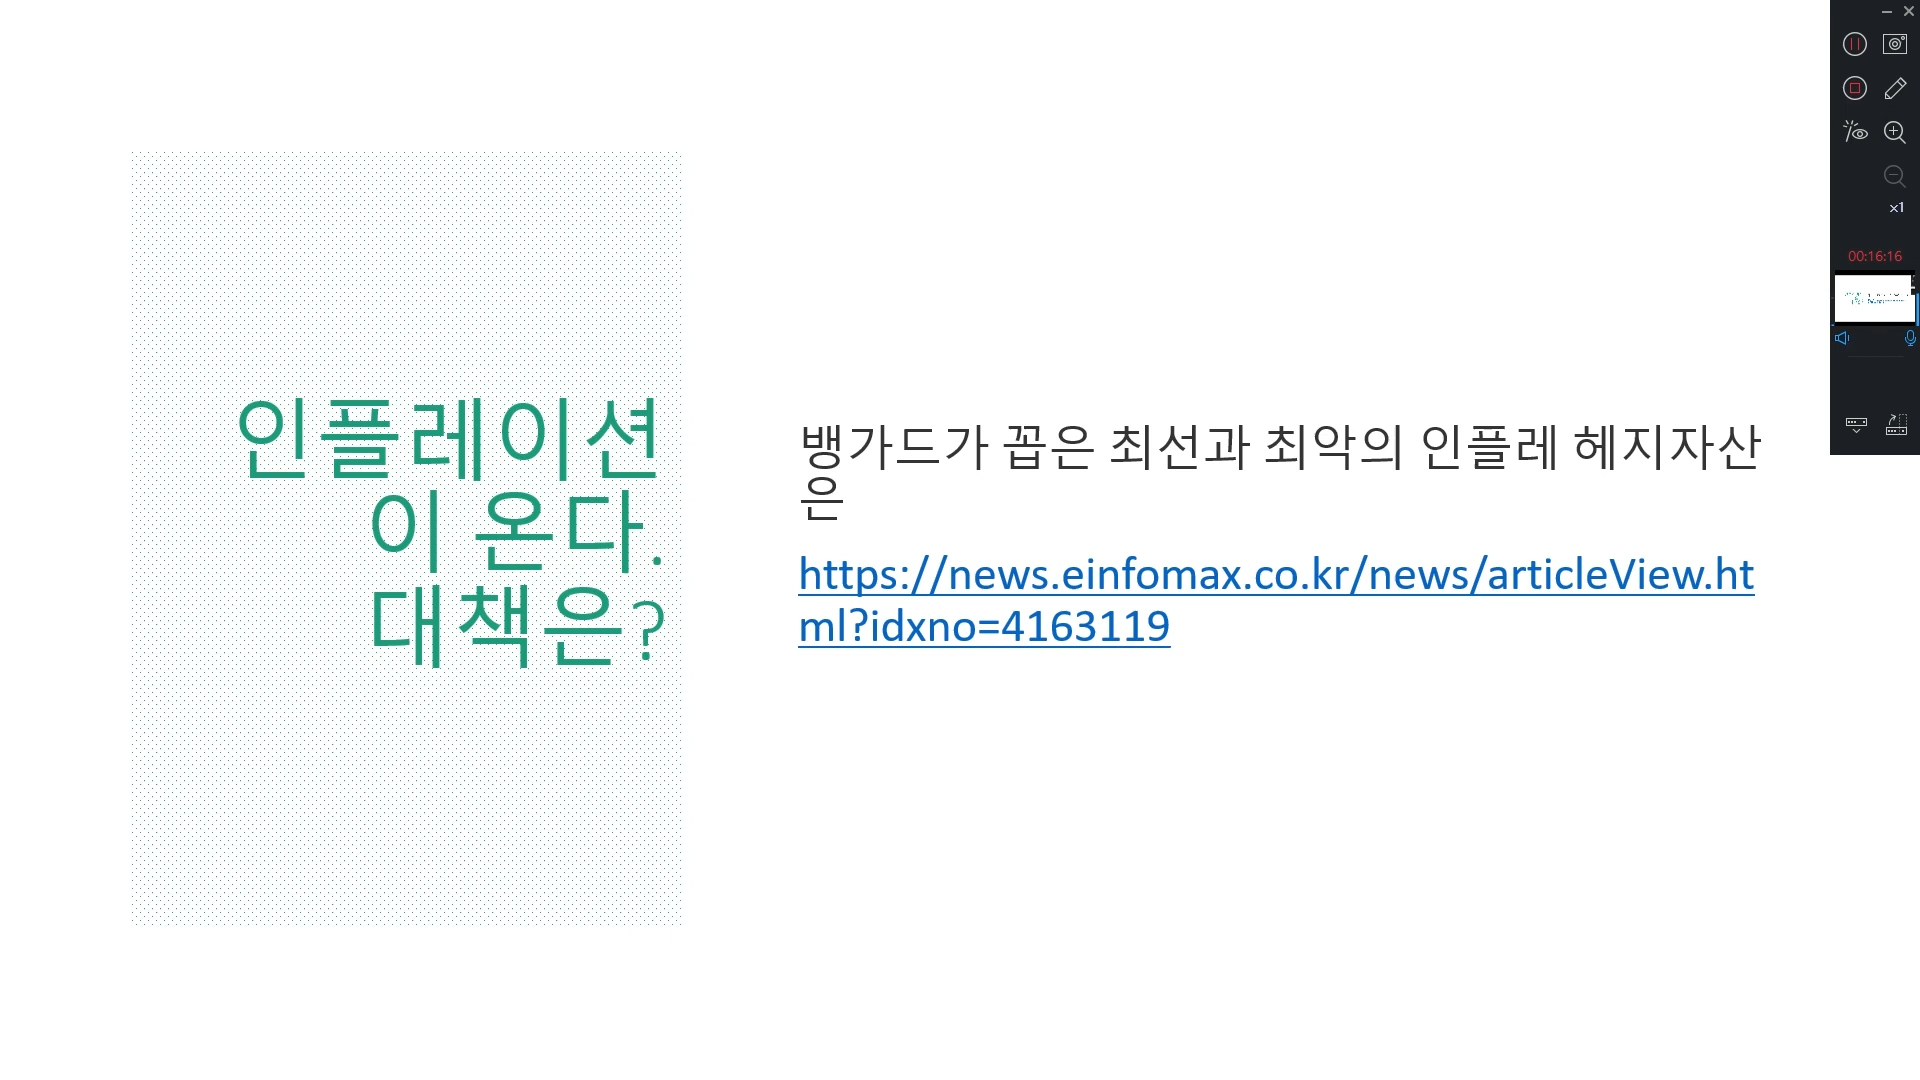 인플레이션
이 온다.
대책은?
뱅가드가 꼽은 최선과 최악의 인플레 헤지자산
은
https://news.einfomax.co.kr/news/articleView.ht
ml?idxno=4163119
x1
00:16:16